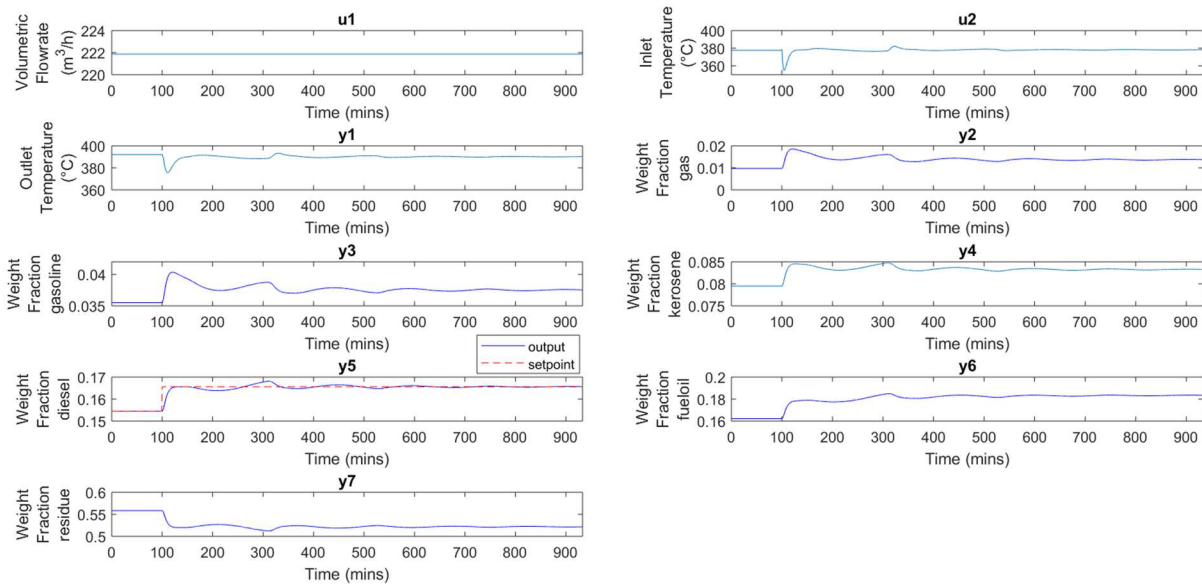 u1
Volumetric
Flowrate
(m³/h)
224
222
220
0 100 200 300 400 500 600 700 800 900
Time (mins)
u2
Inlet
Temperature
(°C)
400
380
360
0 100 200 300 400 500 600 700 800 900
Time (mins)
y1
Outlet
Temperature
(°C)
400
380
360
0 100 200 300 400 500 600 700 800 900
Time (mins)
y2
Weight
Fraction
gas
0.02
0.01
0
0 100 200 300 400 500 600 700 800 900
Time (mins)
y3
Weight
Fraction
gasoline
0.04
0.035
0 100 200 300 400 500 600 700 800 900
Time (mins)
y4
Weight
Fraction
kerosene
0.085
0.08
0.075
0 100 200 300 400 500 600 700 800 900
Time (mins)
output
setpoint
y5
Weight
Fraction
diesel
0.17
0.16
0.15
0 100 200 300 400 500 600 700 800 900
Time (mins)
y6
Weight
Fraction
fueloil
0.2
0.18
0.16
0 100 200 300 400 500 600 700 800 900
Time (mins)
y7
Weight
Fraction
residue
0.6
0.55
0.5
0 100 200 300 400 500 600 700 800 900
Time (mins)